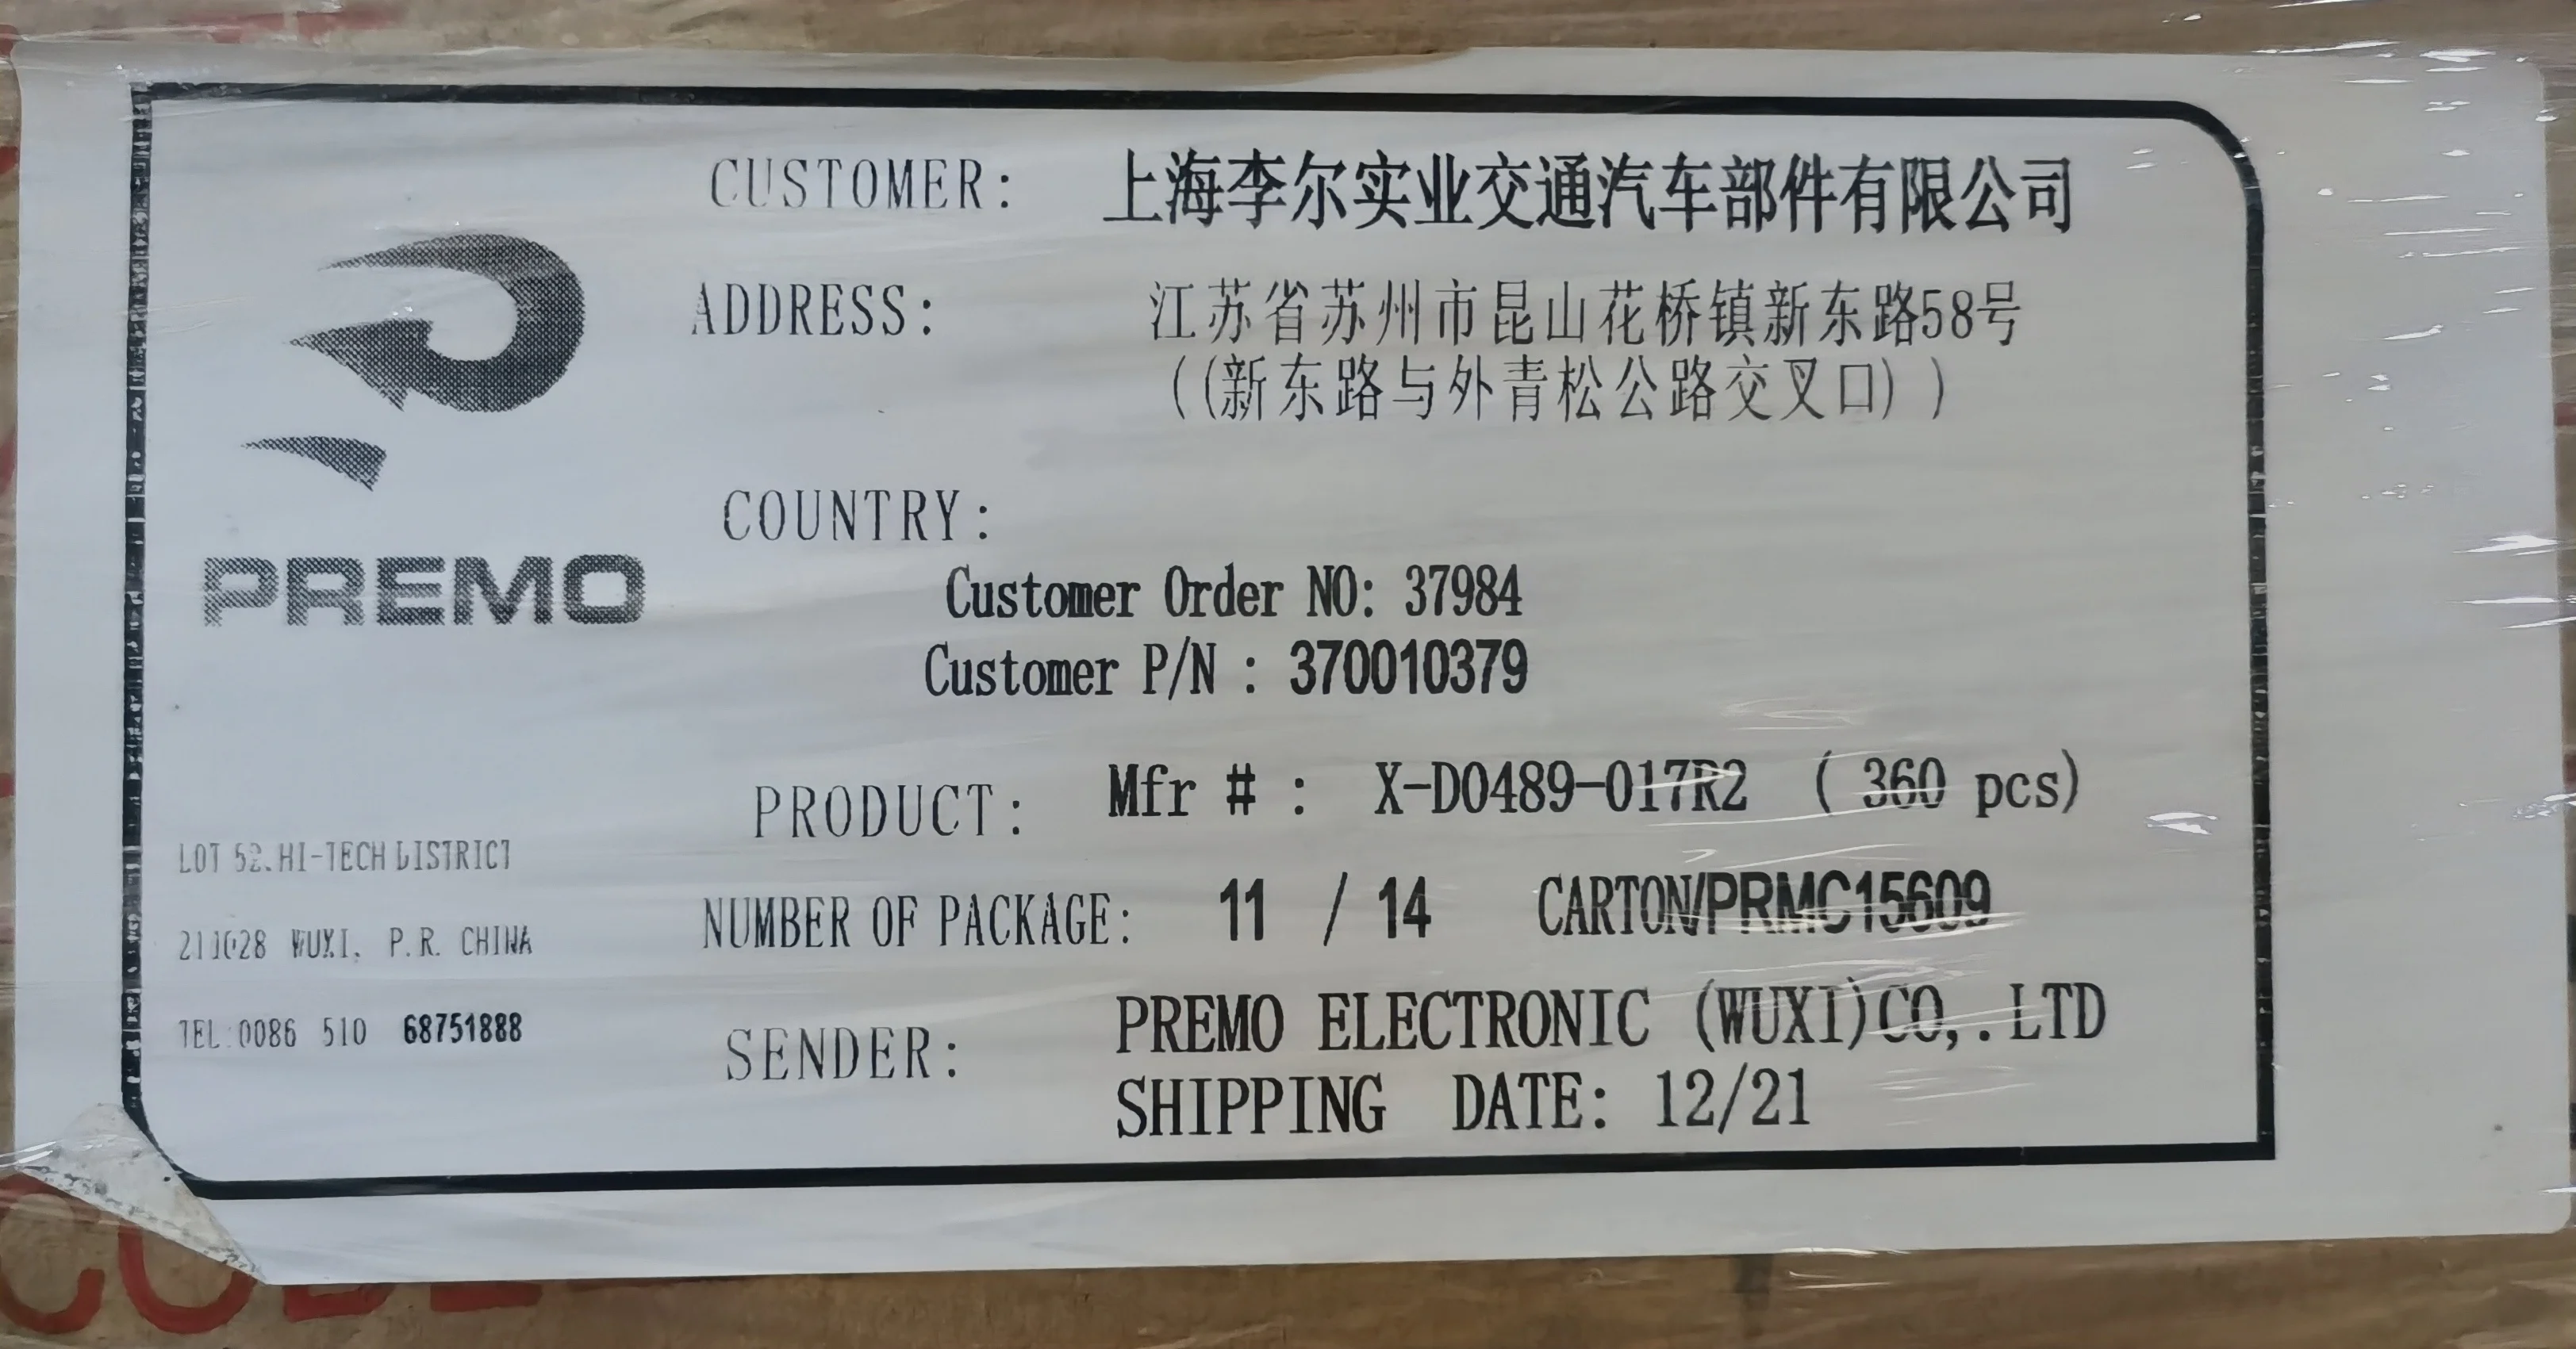 CUSTOMER: 上海李尔实业交通汽车部件有限公司
ADDRESS: 江苏省苏州市昆山花桥镇新东路58号
((新东路与外青松公路交叉口))
COUNTRY:
PREMO
Customer Order NO: 37984
Customer P/N : 370010379
PRODUCT: Mfr # : X-D0489-017R2 ( 360 pcs)
LOT 52.HI-TECH DISTRICT
NUMBER OF PACKAGE: 11 / 14 CARTON/PRMC15609
211028 WUXI, P.R. CHINA
SENDER: PREMO ELECTRONIC (WUXI)CO,.LTD
TEL:0086 510 68751888
SHIPPING DATE: 12/21